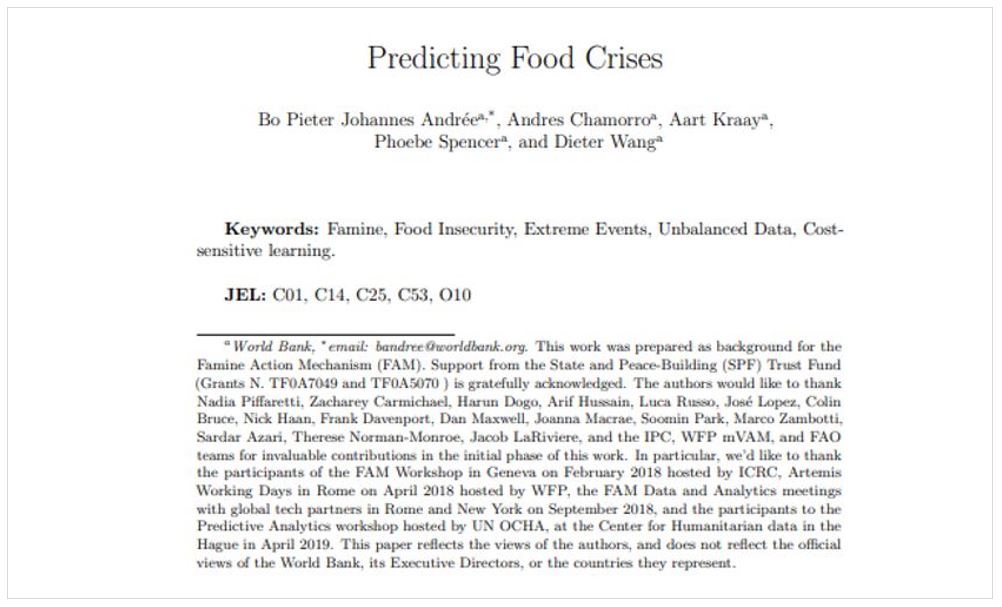 Predicting Food Crises
Bo Pieter Johannes Andréeᵃ,*, Andres Chamorroᵃ, Aart Kraayᵃ,
Phoebe Spencerᵃ, and Dieter Wangᵃ
Keywords: Famine, Food Insecurity, Extreme Events, Unbalanced Data, Cost-
sensitive learning.
JEL: C01, C14, C25, C53, O10
ᵃ World Bank, *email: bandree@worldbank.org. This work was prepared as background for the
Famine Action Mechanism (FAM). Support from the State and Peace-Building (SPF) Trust Fund
(Grants N. TF0A7049 and TF0A5070 ) is gratefully acknowledged. The authors would like to thank
Nadia Piffaretti, Zacharey Carmichael, Harun Dogo, Arif Hussain, Luca Russo, José Lopez, Colin
Bruce, Nick Haan, Frank Davenport, Dan Maxwell, Joanna Macrae, Soomin Park, Marco Zambotti,
Sardar Azari, Therese Norman-Monroe, Jacob LaRiviere, and the IPC, WFP mVAM, and FAO
teams for invaluable contributions in the initial phase of this work. In particular, we'd like to thank
the participants of the FAM Workshop in Geneva on February 2018 hosted by ICRC, Artemis
Working Days in Rome on April 2018 hosted by WFP, the FAM Data and Analytics meetings
with global tech partners in Rome and New York on September 2018, and the participants to the
Predictive Analytics workshop hosted by UN OCHA, at the Center for Humanitarian data in the
Hague in April 2019. This paper reflects the views of the authors, and does not reflect the official
views of the World Bank, its Executive Directors, or the countries they represent.